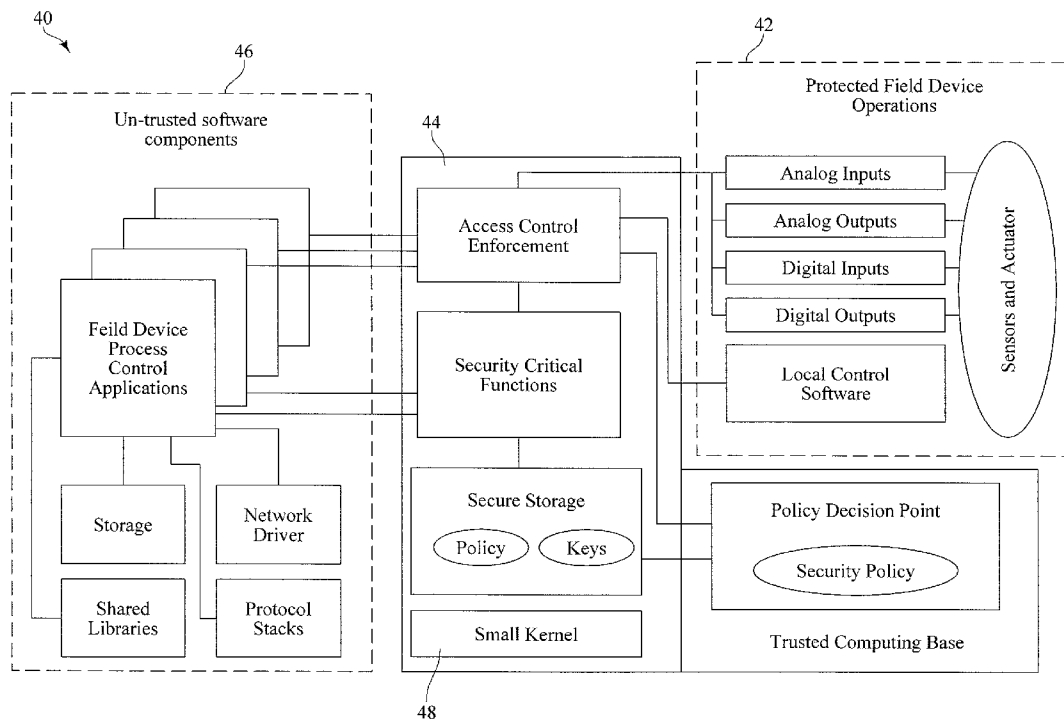 40
46
Un-trusted software
components
Feild Device
Process
Control
Applications
Storage
Network
Driver
Shared
Libraries
Protocol
Stacks
44
Access Control
Enforcement
Security Critical
Functions
Secure Storage
Policy
Keys
Small Kernel
48
42
Protected Field Device
Operations
Analog Inputs
Analog Outputs
Digital Inputs
Digital Outputs
Local Control
Software
Sensors and Actuator
Policy Decision Point
Security Policy
Trusted Computing Base